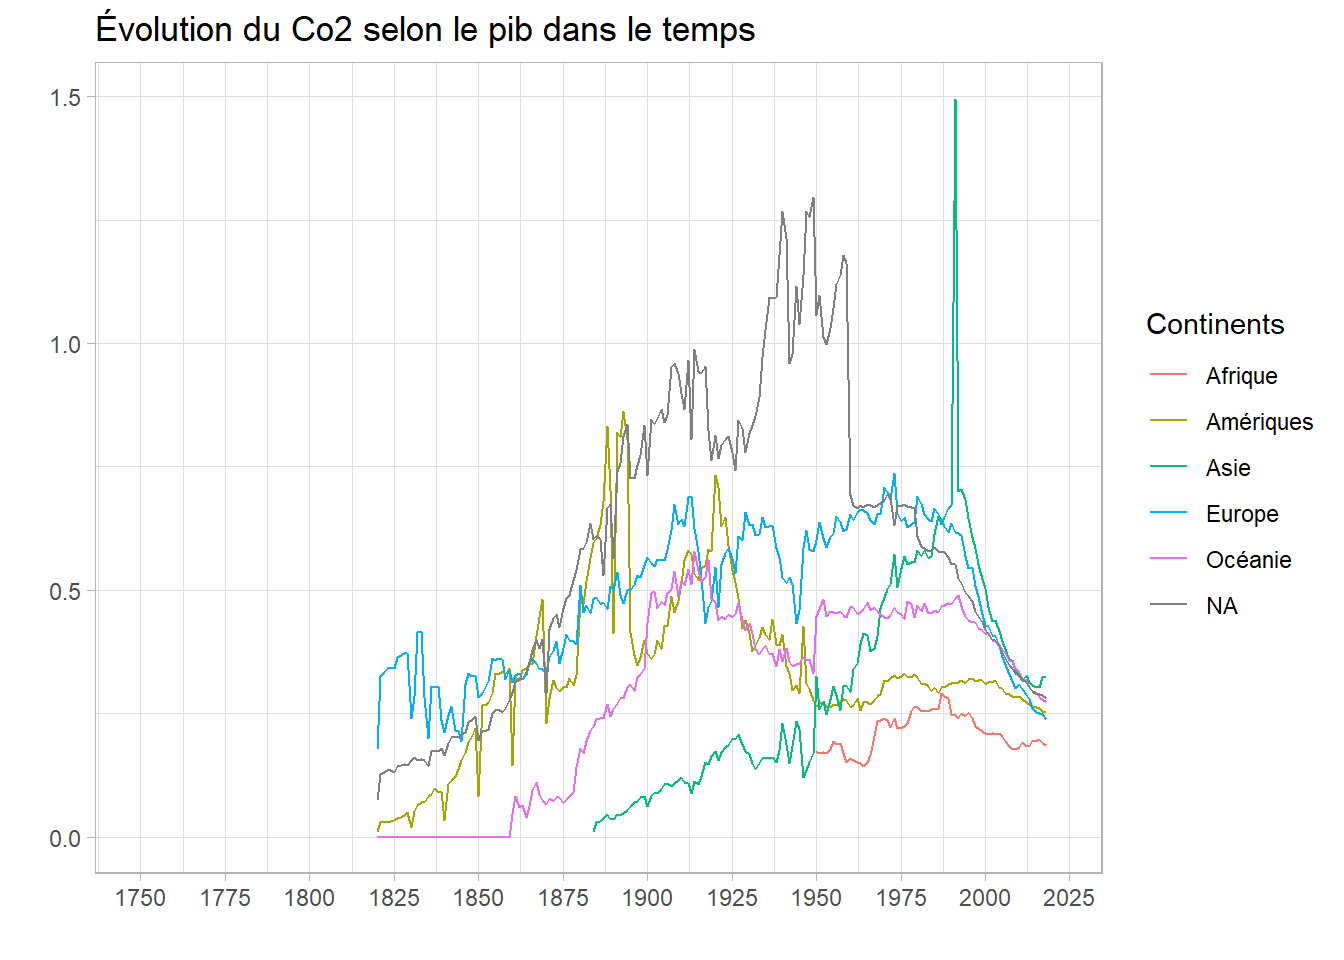 Évolution du Co2 selon le pib dans le temps
1.5
1.0
0.5
0.0
1750 1775 1800 1825 1850 1875 1900 1925 1950 1975 2000 2025
Continents
Afrique
Amériques
Asie
Europe
Océanie
NA